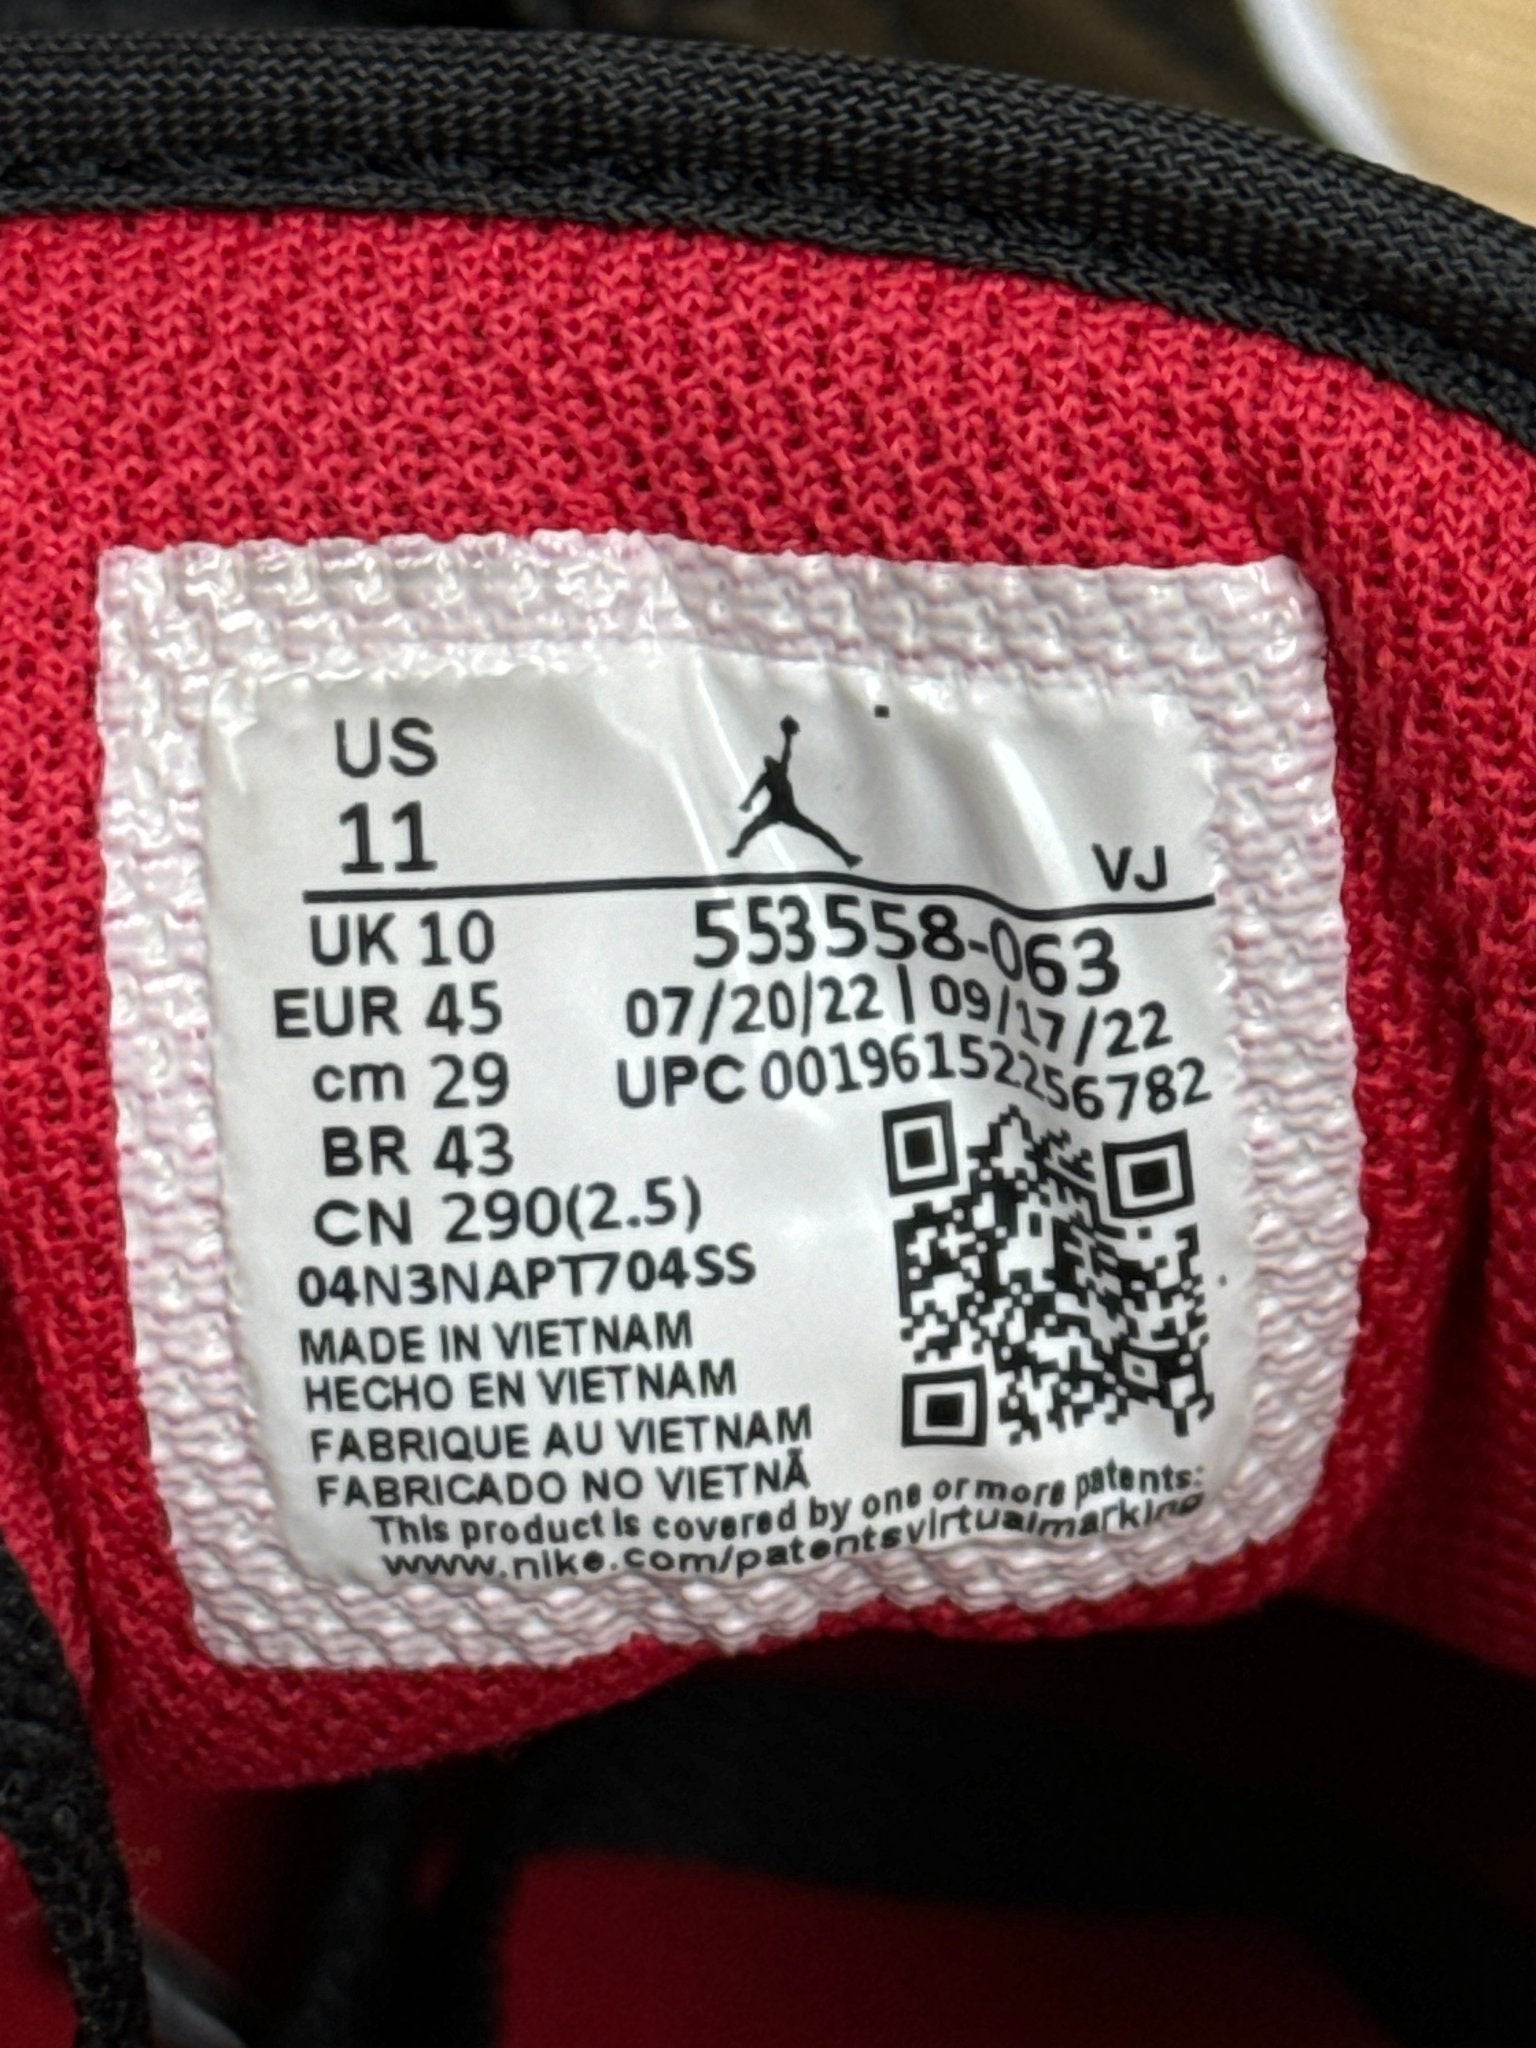 US
11
VJ
UK 10
553558-063
EUR 45
07/20/22 | 09/17/22
cm 29
UPC 00196152256782
BR 43
CN 290(2.5)
04N3NAPT704SS
MADE IN VIETNAM
HECHO EN VIETNAM
FABRIQUE AU VIETNAM
FABRICADO NO VIETNÃ
This product is covered by one or more patents:
www.nike.com/patentsvirtualmarking